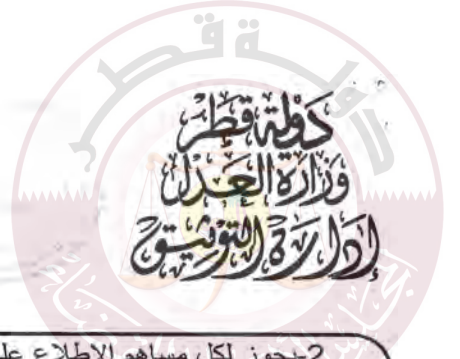 دولة قطر
وزارة العدل
إدارة التوثيق
2-يجوز لكل مساهم الاطلاع على